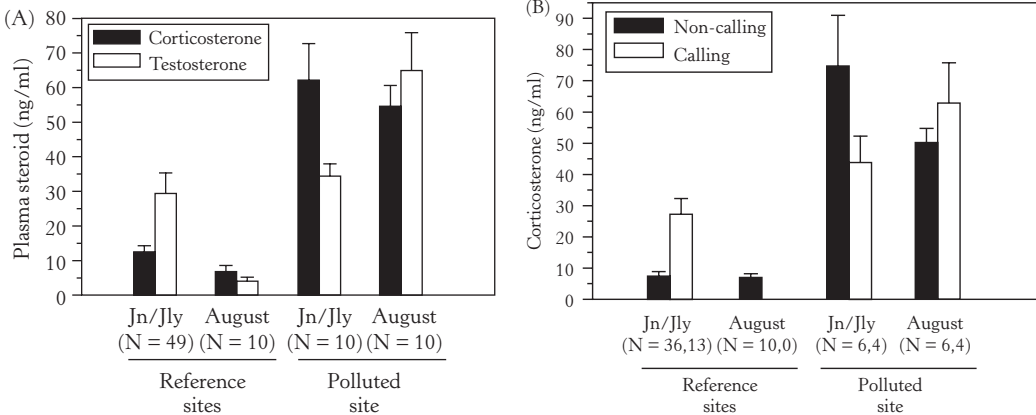 (A)
80
70
60
50
40
30
20
10
0
Plasma steroid (ng/ml)
Corticosterone
Testosterone
Jn/Jly August Jn/Jly August
(N = 49) (N = 10) (N = 10) (N = 10)
Reference Polluted
sites site
(B)
90
80
70
60
50
40
30
20
10
0
Corticosterone (ng/ml)
Non-calling
Calling
Jn/Jly August Jn/Jly August
(N = 36,13) (N = 10,0) (N = 6,4) (N = 6,4)
Reference Polluted
sites site